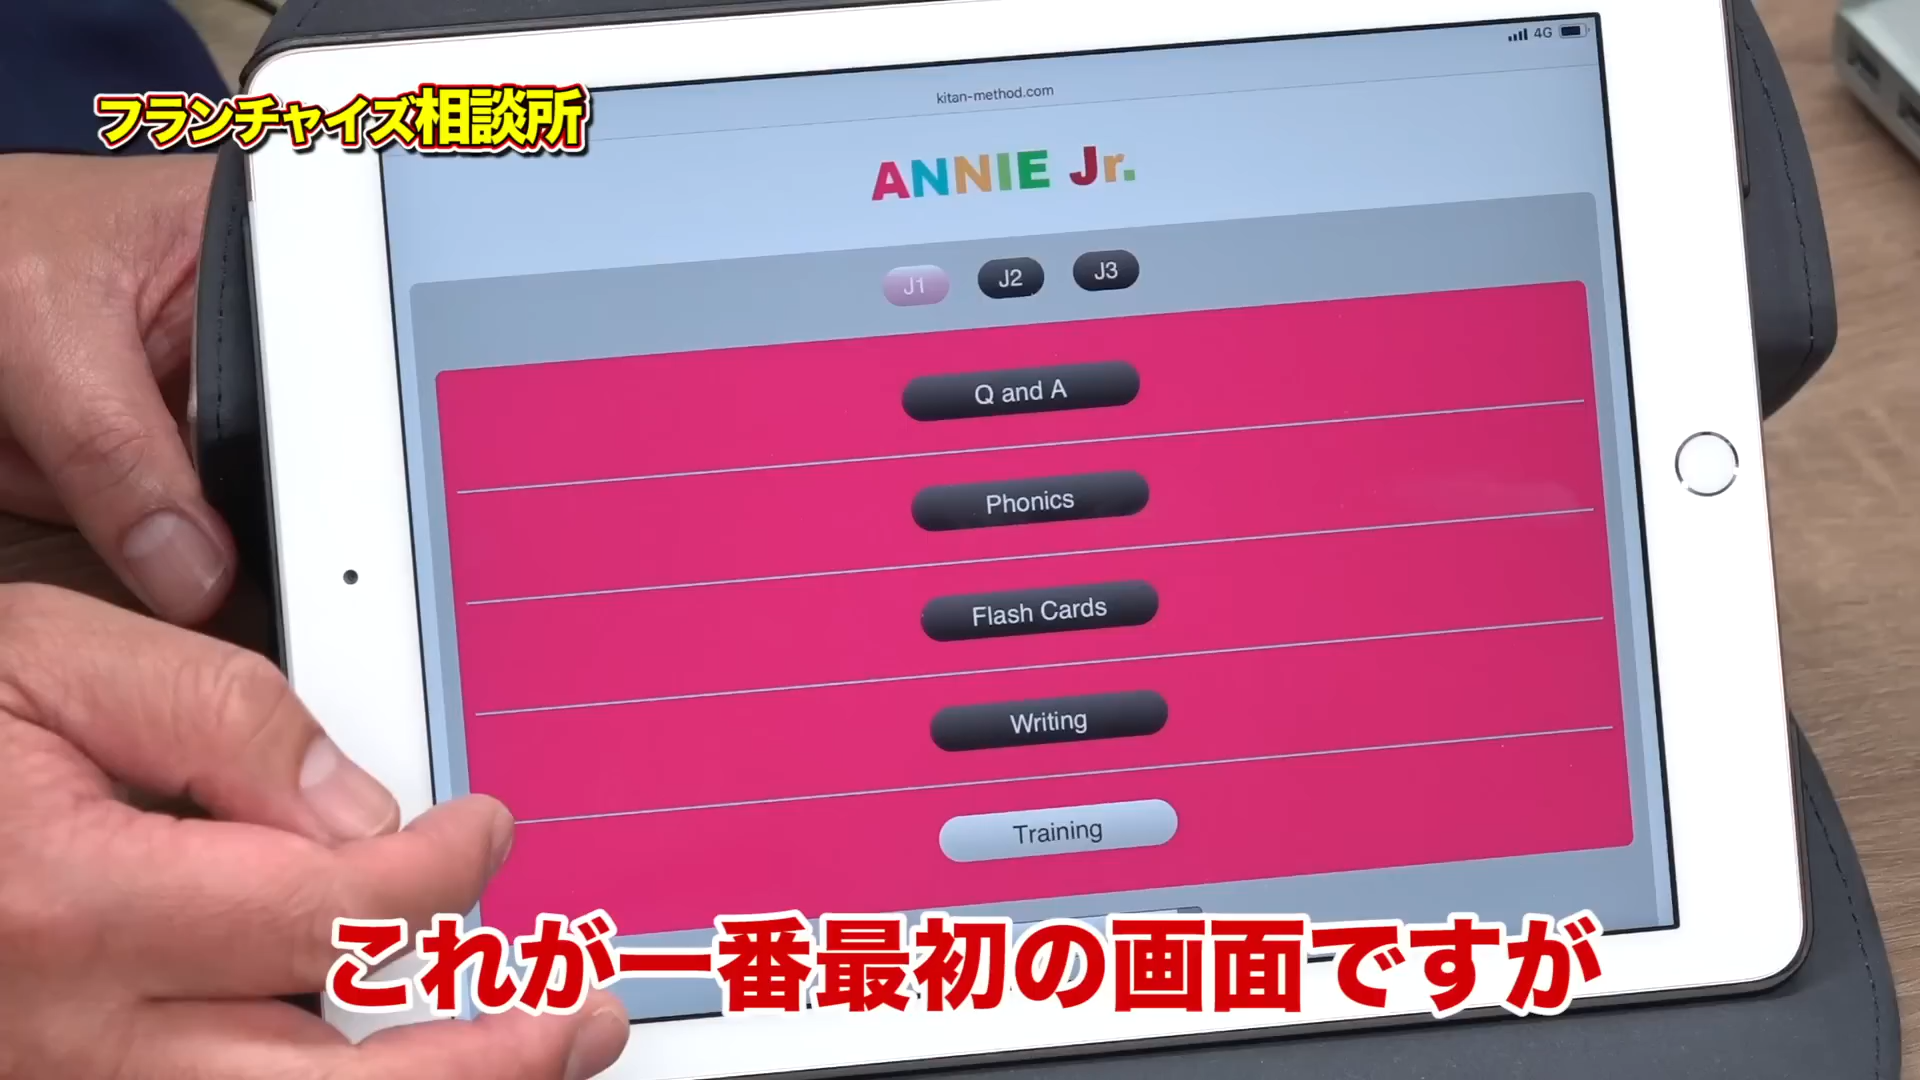 4G
kitan-method.com
フランチャイズ相談所
ANNIE Jr.
J1 J2 J3
Q and A
Phonics
Flash Cards
Writing
Training
これが一番最初の画面ですが